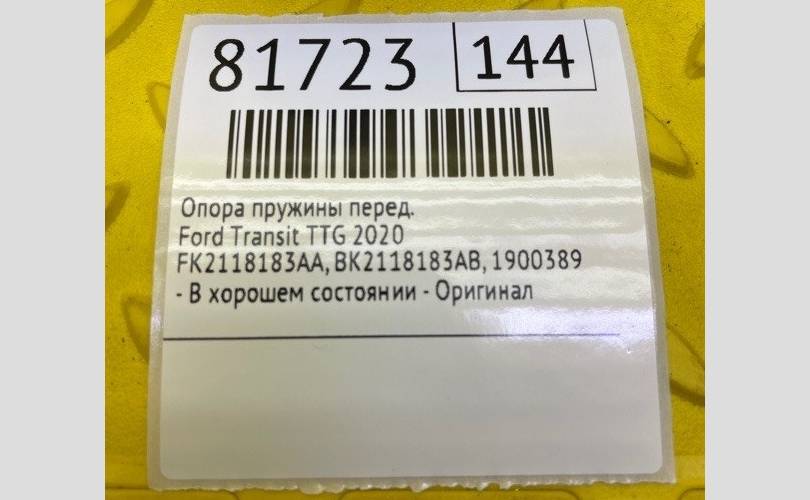 81723 144
Опора пружины перед.
Ford Transit TTG 2020
FK2118183AA, BK2118183AB, 1900389
- В хорошем состоянии - Оригинал